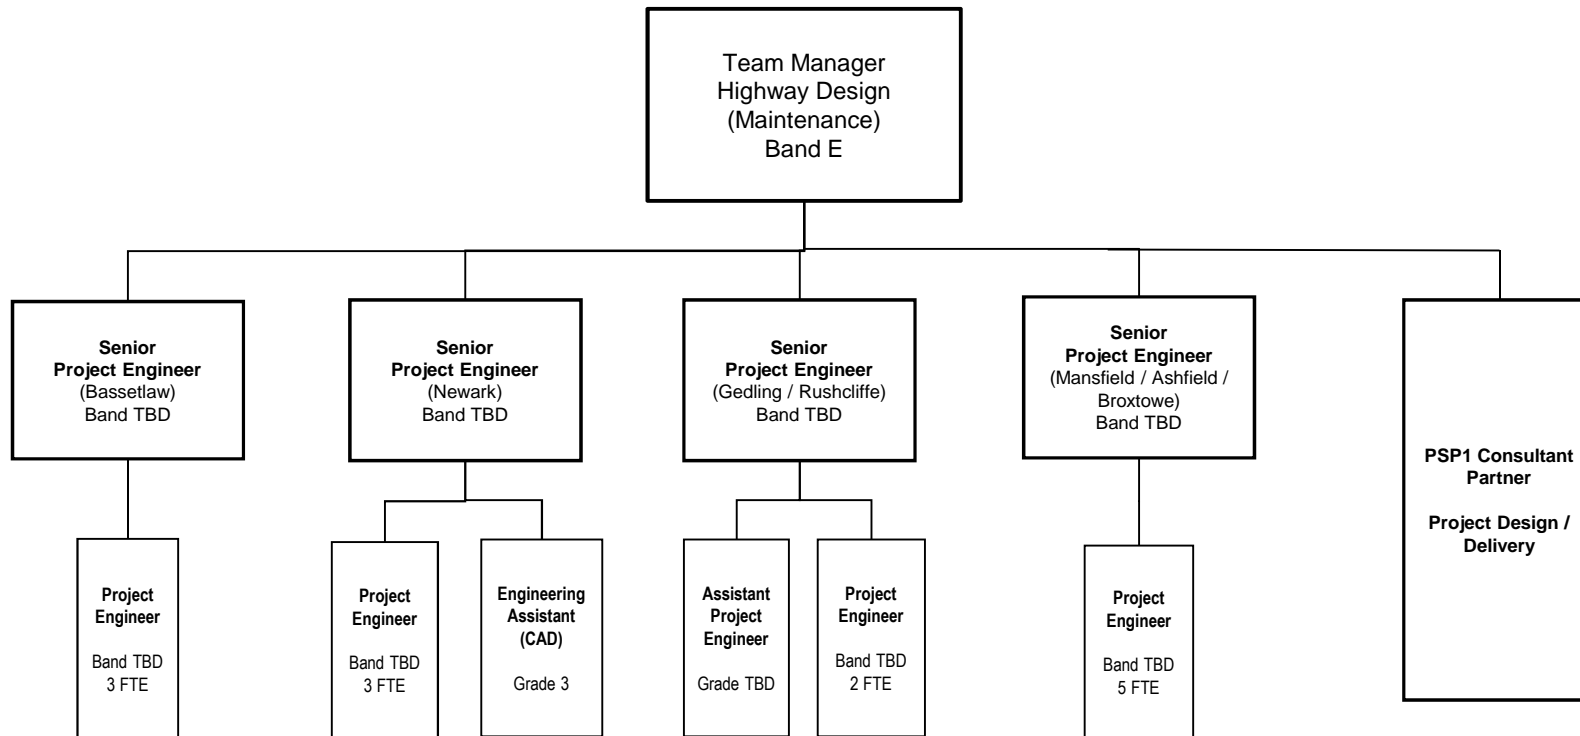 Team Manager
Highway Design
(Maintenance)
Band E
Senior
Project Engineer
(Bassetlaw)
Band TBD
Senior
Project Engineer
(Newark)
Band TBD
Senior
Project Engineer
(Gedling / Rushcliffe)
Band TBD
Senior
Project Engineer
(Mansfield / Ashfield /
Broxtowe)
Band TBD
PSP1 Consultant
Partner
Project Design /
Delivery
Project
Engineer
Band TBD
3 FTE
Project
Engineer
Band TBD
3 FTE
Engineering
Assistant
(CAD)
Grade 3
Assistant
Project
Engineer
Grade TBD
Project
Engineer
Band TBD
2 FTE
Project
Engineer
Band TBD
5 FTE